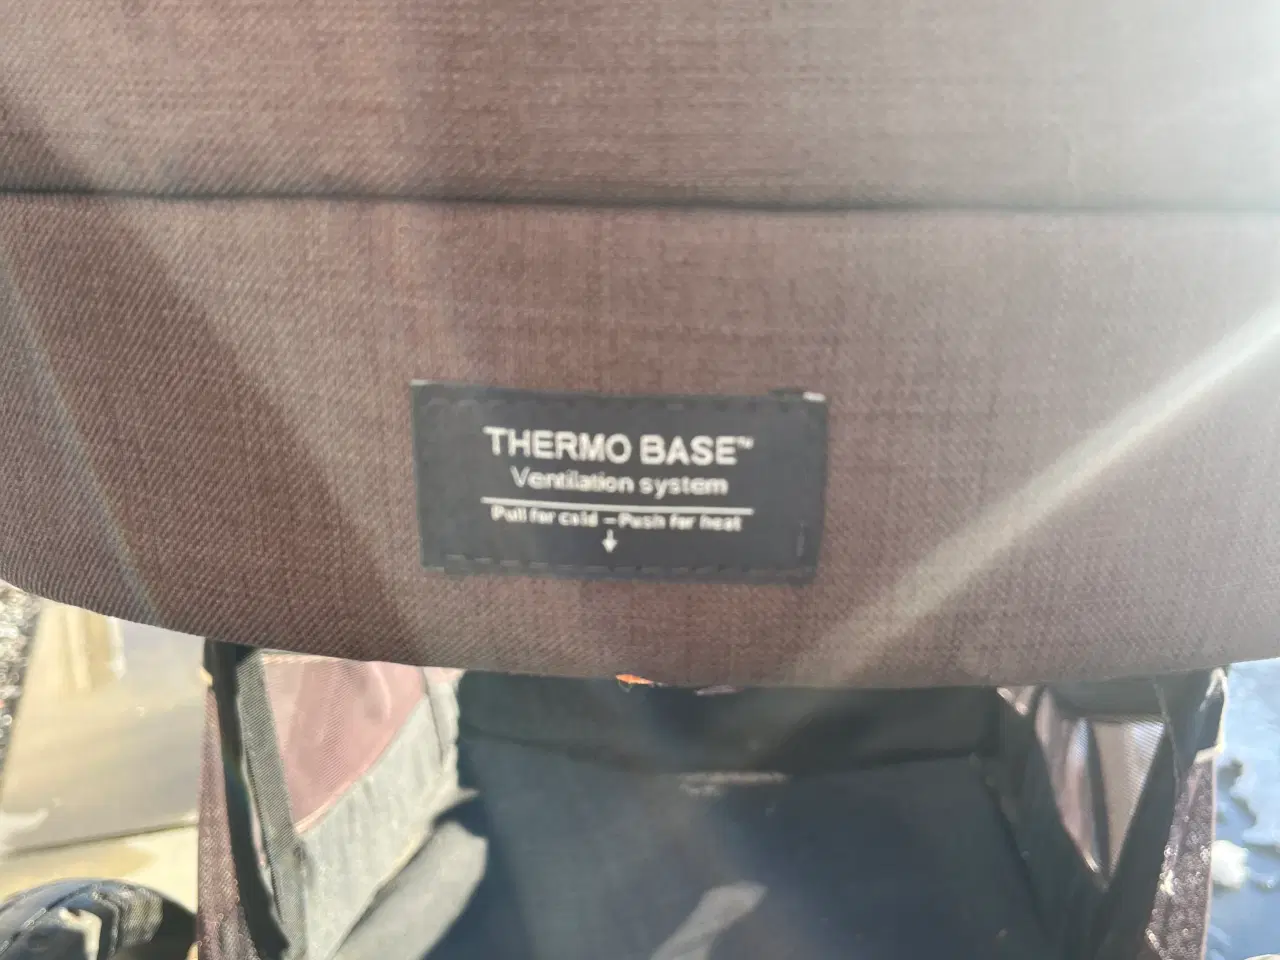 THERMO BASE™
Ventilation system
Pull for cold – Push for heat